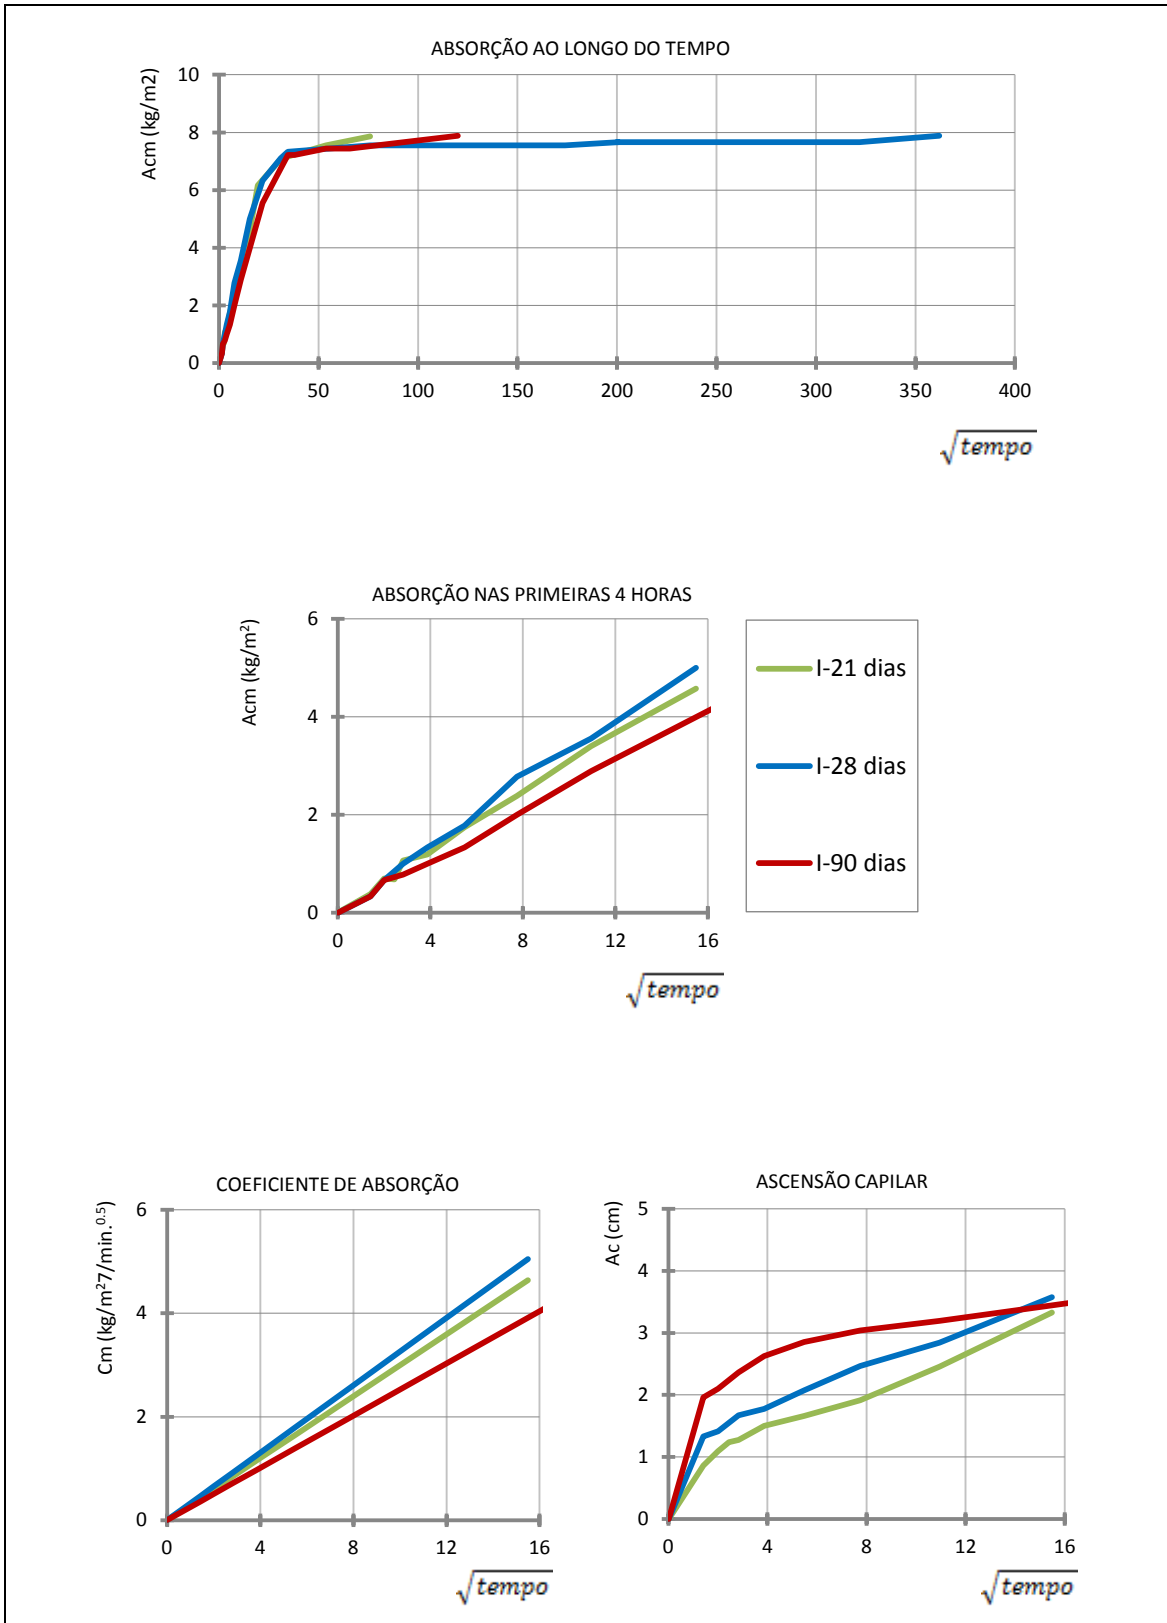 ABSORÇÃO AO LONGO DO TEMPO
Acm (kg/m2)
10
8
6
4
2
0
0 50 100 150 200 250 300 350 400
√tempo
ABSORÇÃO NAS PRIMEIRAS 4 HORAS
Acm (kg/m²)
6
4
2
0
0 4 8 12 16
√tempo
I-21 dias
I-28 dias
I-90 dias
COEFICIENTE DE ABSORÇÃO
Cm (kg/m²7/min.⁰·⁵)
6
4
2
0
0 4 8 12 16
√tempo
ASCENSÃO CAPILAR
Ac (cm)
5
4
3
2
1
0
0 4 8 12 16
√tempo